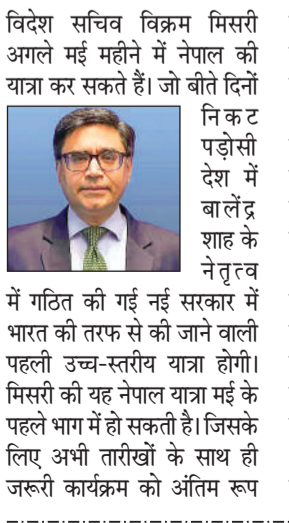 विदेश सचिव विक्रम मिसरी
अगले मई महीने में नेपाल की
यात्रा कर सकते हैं। जो बीते दिनों
निकट
पड़ोसी
देश में
बालेंद्र
शाह के
नेतृत्व
में गठित की गई नई सरकार में
भारत की तरफ से की जाने वाली
पहली उच्च-स्तरीय यात्रा होगी।
मिसरी की यह नेपाल यात्रा मई के
पहले भाग में हो सकती है। जिसके
लिए अभी तारीखों के साथ ही
जरूरी कार्यक्रम को अंतिम रूप